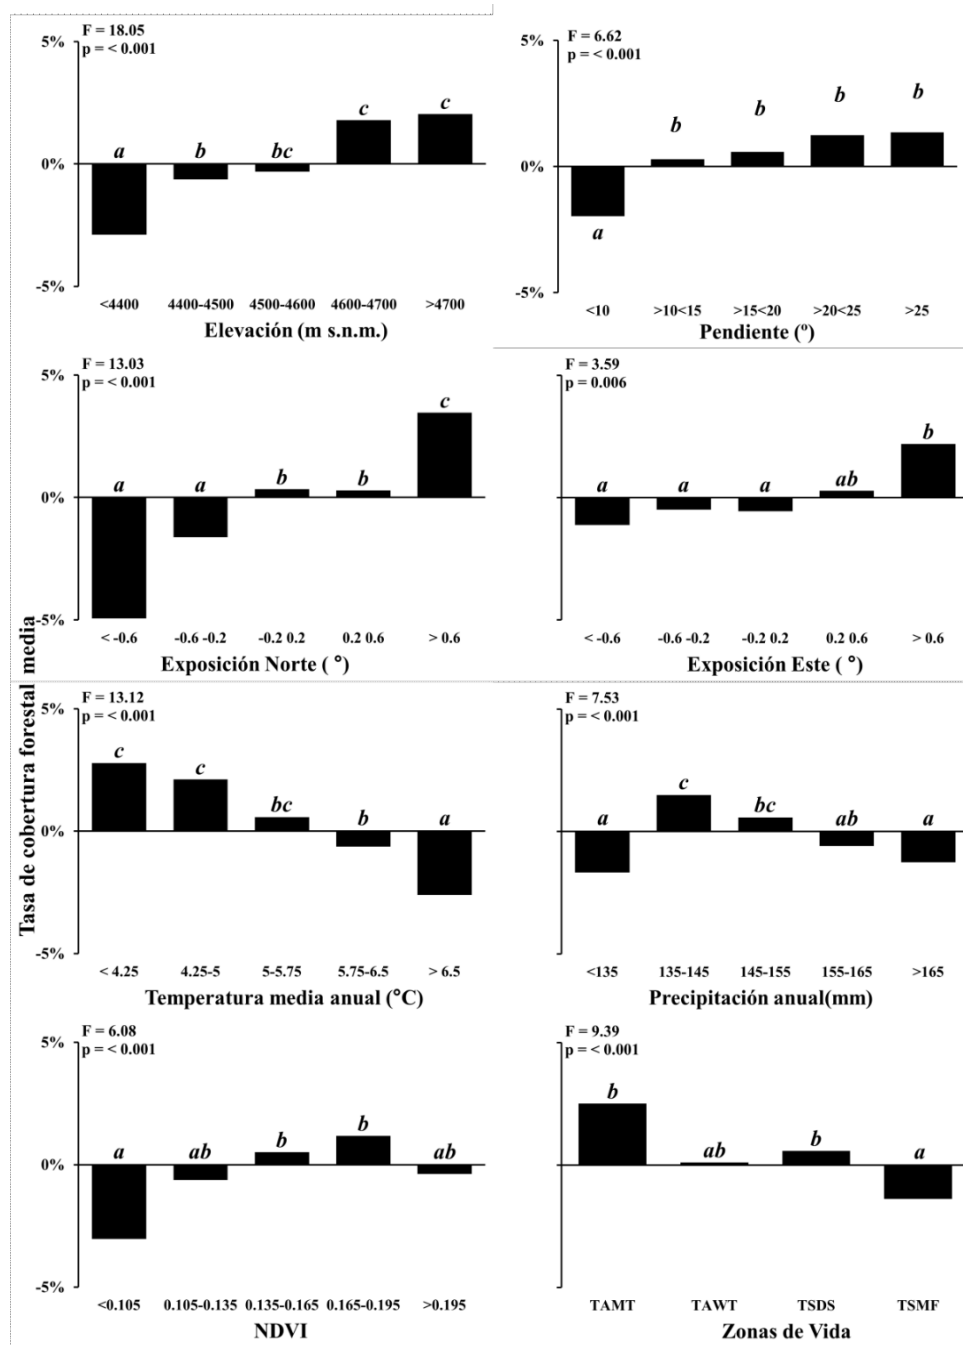 F = 18.05
p = < 0.001
5%
0%
-5%
a
b
bc
c
c
<4400 4400-4500 4500-4600 4600-4700 >4700
Elevación (m s.n.m.)
F = 6.62
p = < 0.001
5%
0%
-5%
a
b
b
b
b
<10 >10<15 >15<20 >20<25 >25
Pendiente (º)
F = 13.03
p = < 0.001
5%
0%
-5%
a
a
b
b
c
< -0.6 -0.6 -0.2 -0.2 0.2 0.2 0.6 > 0.6
Exposición Norte ( °)
F = 3.59
p = 0.006
a
a
a
ab
b
< -0.6 -0.6 -0.2 -0.2 0.2 0.2 0.6 > 0.6
Exposición Este ( °)
Tasa de cobertura forestal media
F = 13.12
p = < 0.001
5%
0%
-5%
c
c
bc
b
a
< 4.25 4.25-5 5-5.75 5.75-6.5 > 6.5
Temperatura media anual (°C)
F = 7.53
p = < 0.001
a
c
bc
ab
a
<135 135-145 145-155 155-165 >165
Precipitación anual(mm)
F = 6.08
p = < 0.001
5%
0%
-5%
a
ab
b
b
ab
<0.105 0.105-0.135 0.135-0.165 0.165-0.195 >0.195
NDVI
F = 9.39
p = < 0.001
b
ab
b
a
TAMT TAWT TSDS TSMF
Zonas de Vida